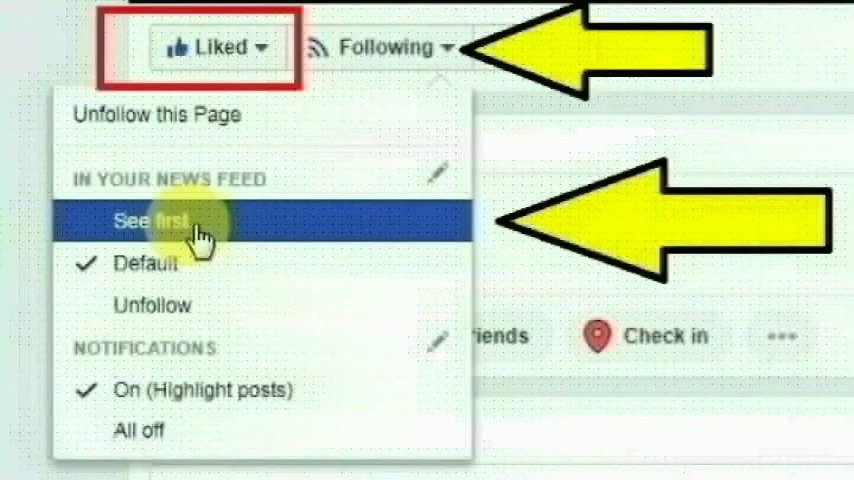 Liked Following
Unfollow this Page
IN YOUR NEWS FEED
See first
Default
Unfollow
NOTIFICATIONS
On (Highlight posts)
All off
Check in